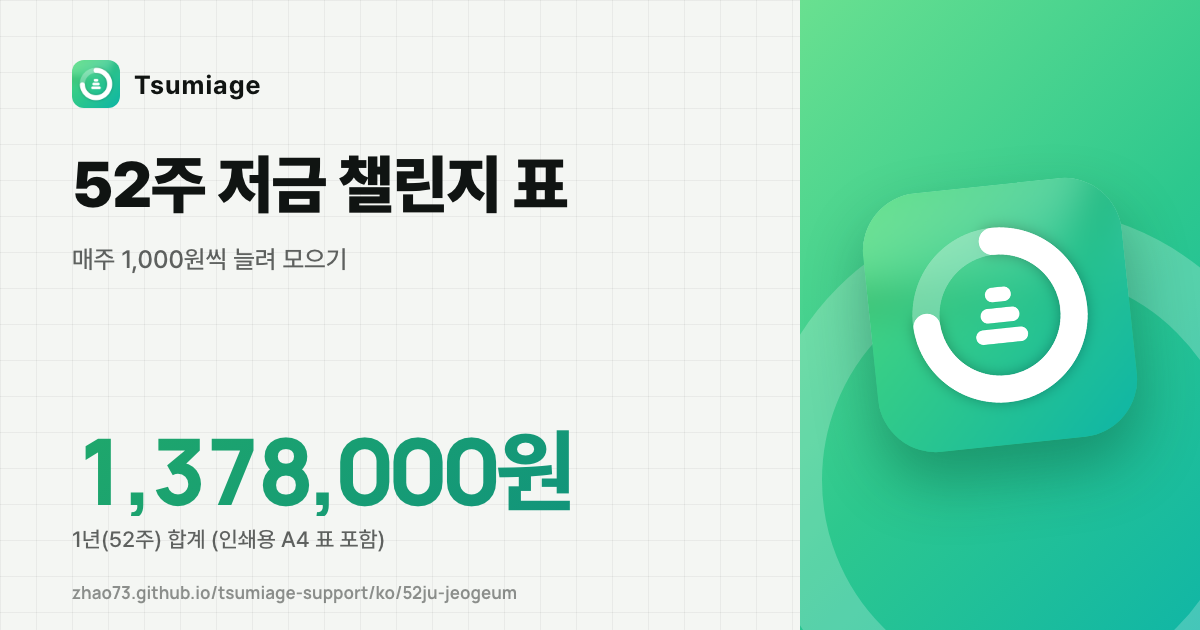 Tsumiage
52주 저금 챌린지 표
매주 1,000원씩 늘려 모으기
1,378,000원
1년(52주) 합계 (인쇄용 A4 표 포함)
zhao73.github.io/tsumiage-support/ko/52ju-jeogeum